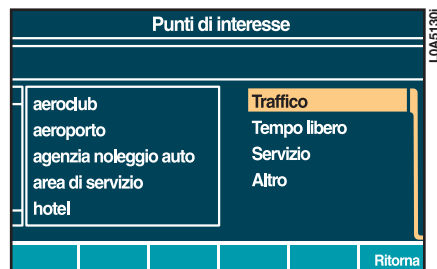 Punti di interesse
aeroclub
aeroporto
agenzia noleggio auto
area di servizio
hotel
Traffico
Tempo libero
Servizio
Altro
Ritorna
L0A5130i